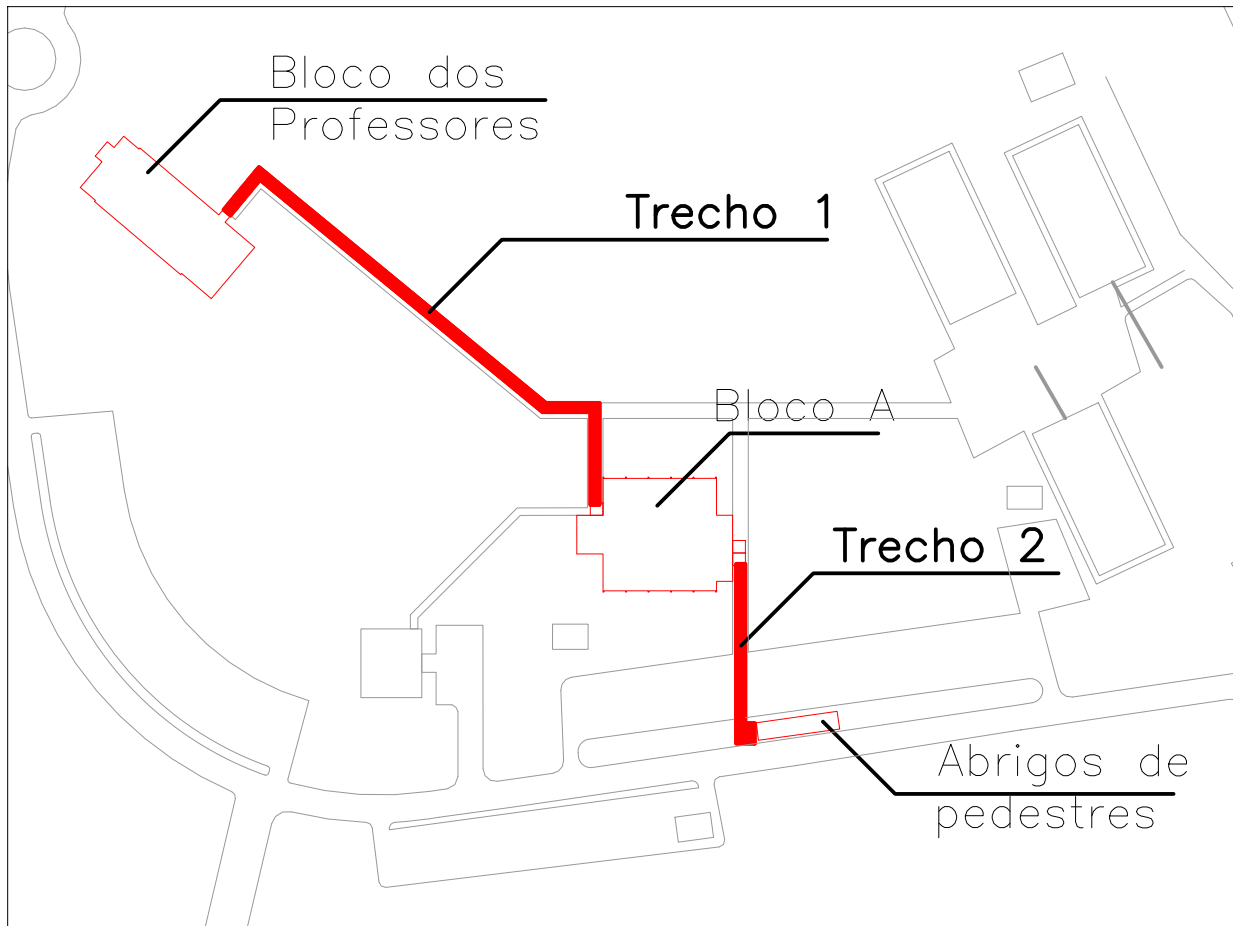 Bloco dos
Professores
Trecho 1
Bloco A
Trecho 2
Abrigos de
pedestres